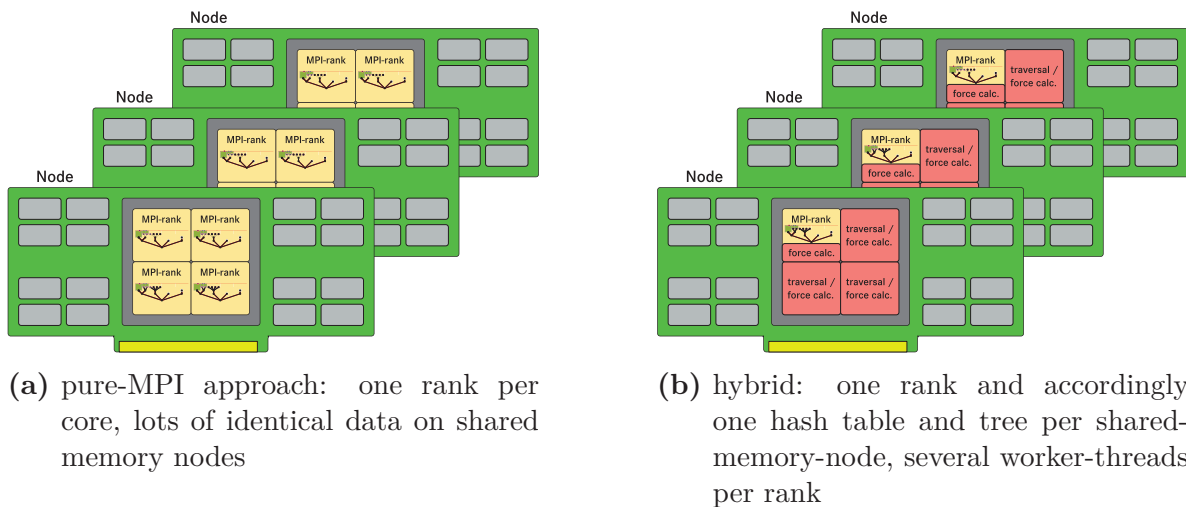 Node
MPI-rank MPI-rank
Node
MPI-rank MPI-rank
Node
MPI-rank MPI-rank
MPI-rank MPI-rank
(a) pure-MPI approach: one rank per
core, lots of identical data on shared
memory nodes
Node
MPI-rank
traversal /
force calc.
force calc.
Node
MPI-rank
traversal /
force calc.
force calc.
Node
MPI-rank
traversal /
force calc.
force calc.
traversal /
force calc.
traversal /
force calc.
(b) hybrid: one rank and accordingly
one hash table and tree per shared-
memory-node, several worker-threads
per rank